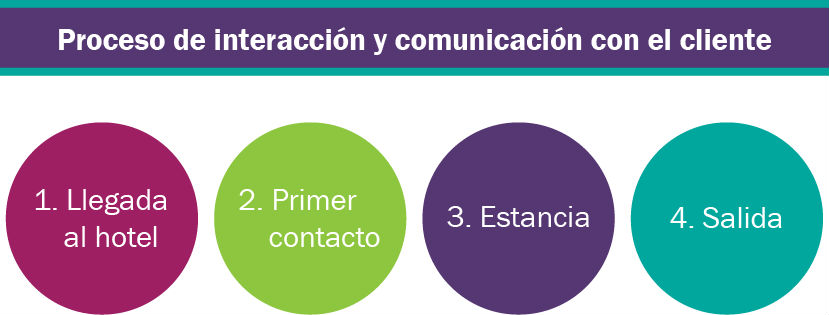 Proceso de interacción y comunicación con el cliente
1. Llegada
al hotel
2. Primer
contacto
3. Estancia
4. Salida